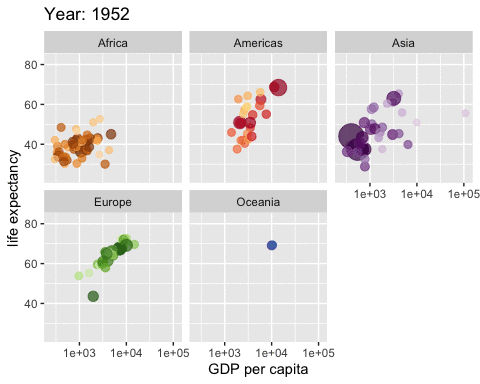 Year: 1952
Africa
Americas
Asia
80
60
40
1e+03 1e+04 1e+05
Europe
Oceania
80
60
40
1e+03 1e+04 1e+05
1e+03 1e+04 1e+05
life expectancy
GDP per capita